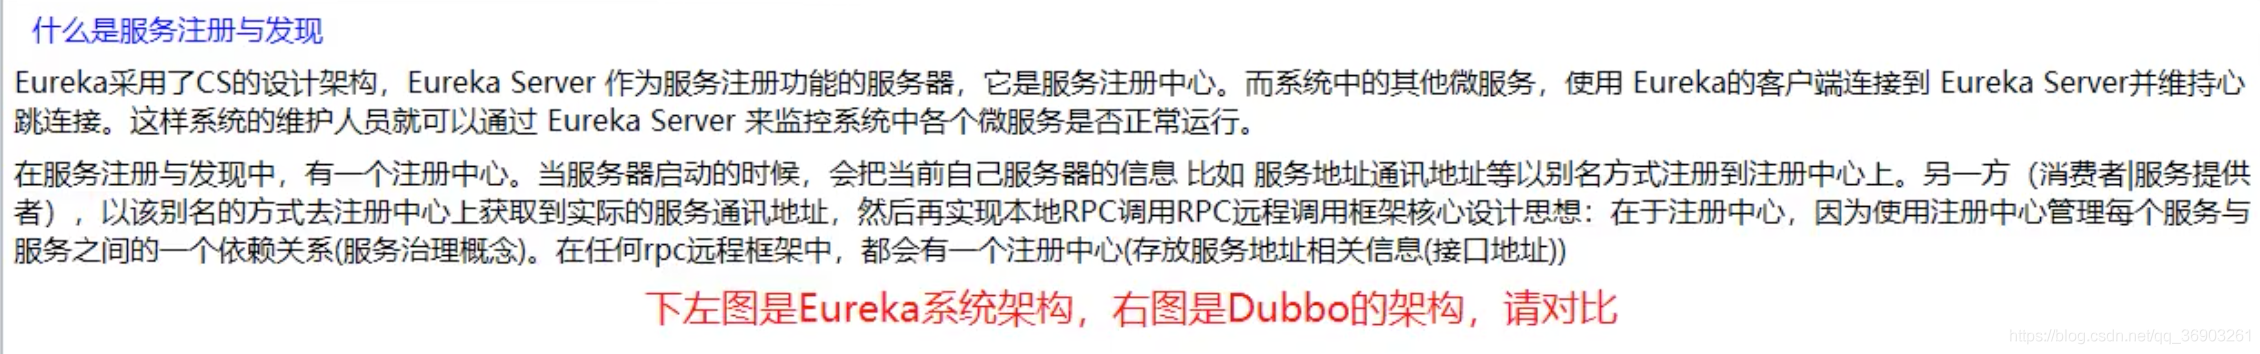 什么是服务注册与发现
Eureka采用了CS的设计架构，Eureka Server 作为服务注册功能的服务器，它是服务注册中心。而系统中的其他微服务，使用 Eureka的客户端连接到 Eureka Server并维持心
跳连接。这样系统的维护人员就可以通过 Eureka Server 来监控系统中各个微服务是否正常运行。
在服务注册与发现中，有一个注册中心。当服务器启动的时候，会把当前自己服务器的信息 比如 服务地址通讯地址等以别名方式注册到注册中心上。另一方（消费者|服务提供
者），以该别名的方式去注册中心上获取到实际的服务通讯地址，然后再实现本地RPC调用RPC远程调用框架核心设计思想：在于注册中心，因为使用注册中心管理每个服务与
服务之间的一个依赖关系(服务治理概念)。在任何rpc远程框架中，都会有一个注册中心(存放服务地址相关信息(接口地址))
下左图是Eureka系统架构，右图是Dubbo的架构，请对比
https://blog.csdn.net/qq_36903261